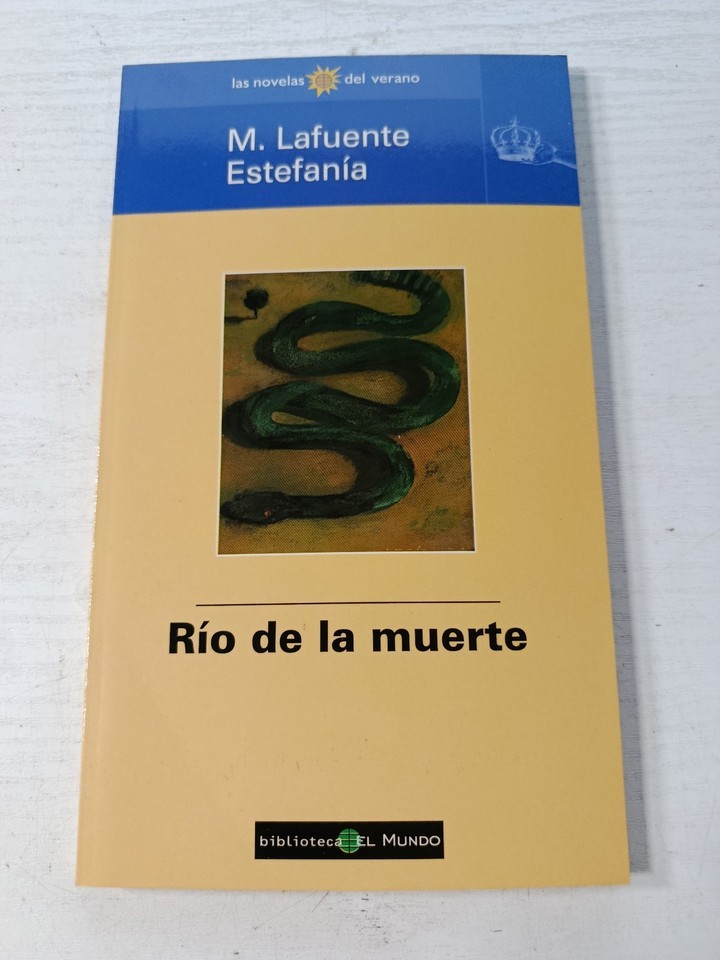 las novelas del verano
M. Lafuente
Estefanía
Río de la muerte
biblioteca EL MUNDO